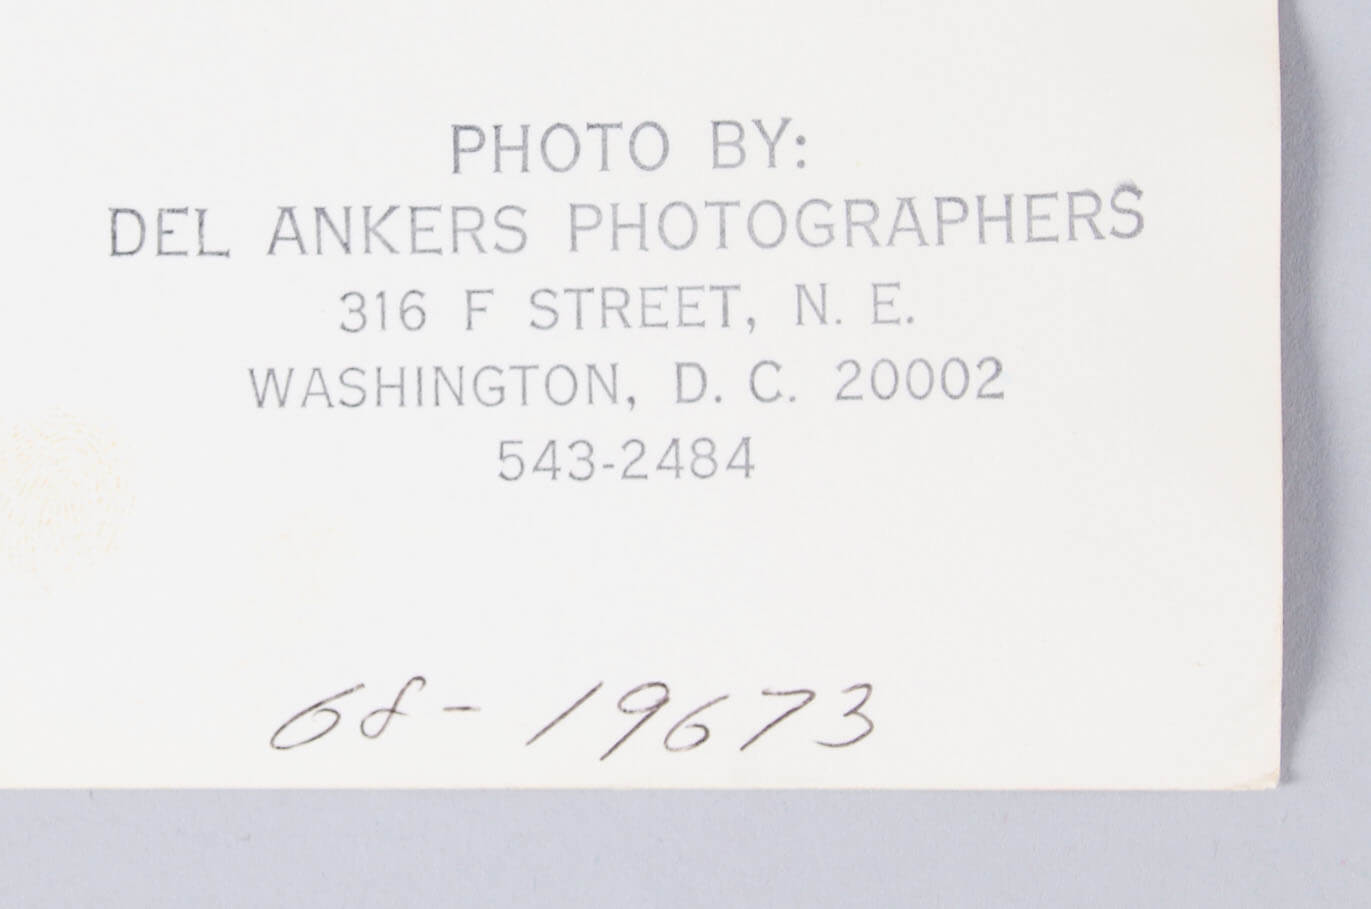 PHOTO BY:
DEL ANKERS PHOTOGRAPHERS
316 F STREET, N. E.
WASHINGTON, D. C. 20002
543-2484
68-19673